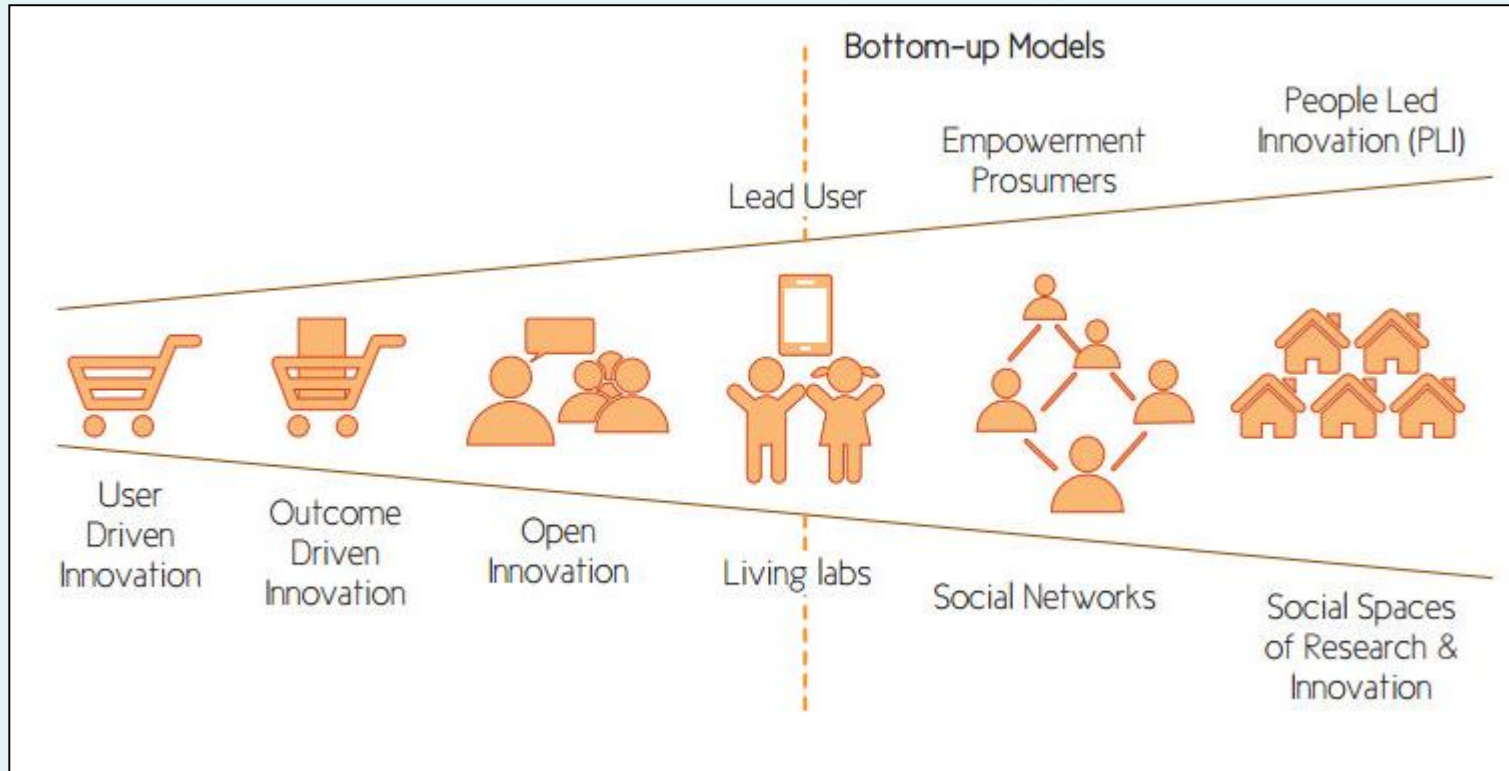 Bottom-up Models
People Led
Innovation (PLI)
Empowerment
Prosumers
Lead User
User
Driven
Innovation
Outcome
Driven
Innovation
Open
Innovation
Living labs
Social Networks
Social Spaces
of Research &
Innovation